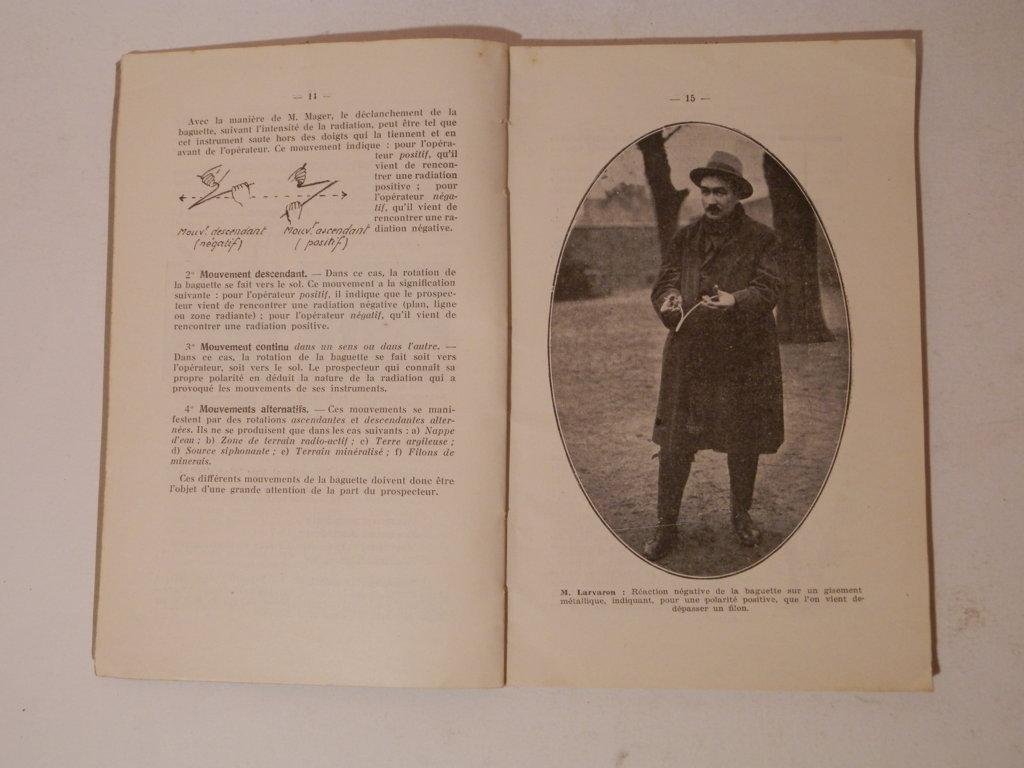 — 14 —
Avec la manière de M. Mager, le déclanchement de la
baguette, suivant l'intensité de la radiation, peut être tel que
cet instrument saute hors des doigts qui la tiennent et en
avant de l'opérateur. Ce mouvement indique : pour l'opéra-
teur positif, qu'il
vient de rencon-
trer une radiation
positive ; pour
l'opérateur néga-
tif, qu'il vient de
rencontrer une ra-
diation négative.
Mouvt. descendant
(négatif)
Mouvt. ascendant
(positif)
2° Mouvement descendant. — Dans ce cas, la rotation de
la baguette se fait vers le sol. Ce mouvement a la signification
suivante : pour l'opérateur positif, il indique que le prospec-
teur vient de rencontrer une radiation négative (plan, ligne
ou zone radiante) ; pour l'opérateur négatif, qu'il vient de
rencontrer une radiation positive.
3° Mouvement continu dans un sens ou dans l'autre. —
Dans ce cas, la rotation de la baguette se fait soit vers
l'opérateur, soit vers le sol. Le prospecteur qui connaît sa
propre polarité en déduit la nature de la radiation qui a
provoqué les mouvements de ses instruments.
4° Mouvements alternatifs. — Ces mouvements se mani-
festent par des rotations ascendantes et descendantes alter-
nées. Ils ne se produisent que dans les cas suivants : a) Nappe
d'eau ; b) Zone de terrain radio-actif ; c) Terre argileuse ;
d) Source siphonante ; e) Terrain minéralisé ; f) Filons de
minerais.
Ces différents mouvements de la baguette doivent donc être
l'objet d'une grande attention de la part du prospecteur.
— 15 —
M. Larvaron : Réaction négative de la baguette sur un gisement
métallique, indiquant, pour une polarité positive, que l'on vient de
dépasser un filon.